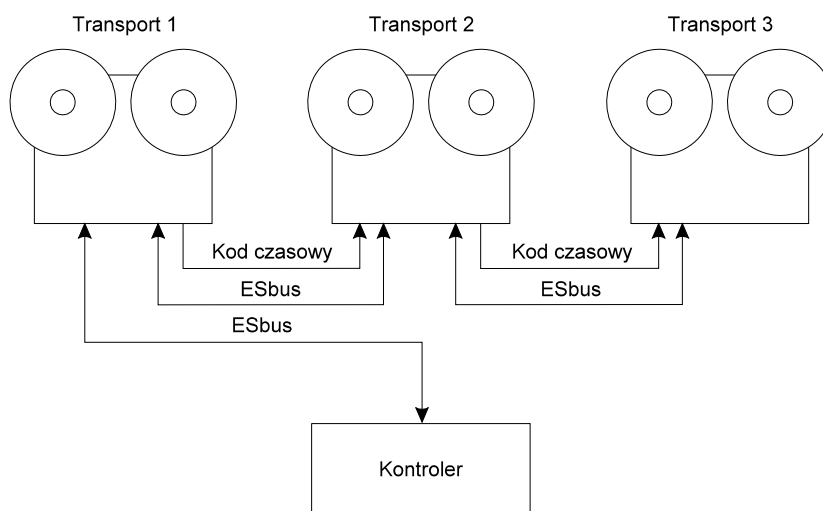 Transport 1
Transport 2
Transport 3
Kod czasowy
Kod czasowy
ESbus
ESbus
ESbus
Kontroler